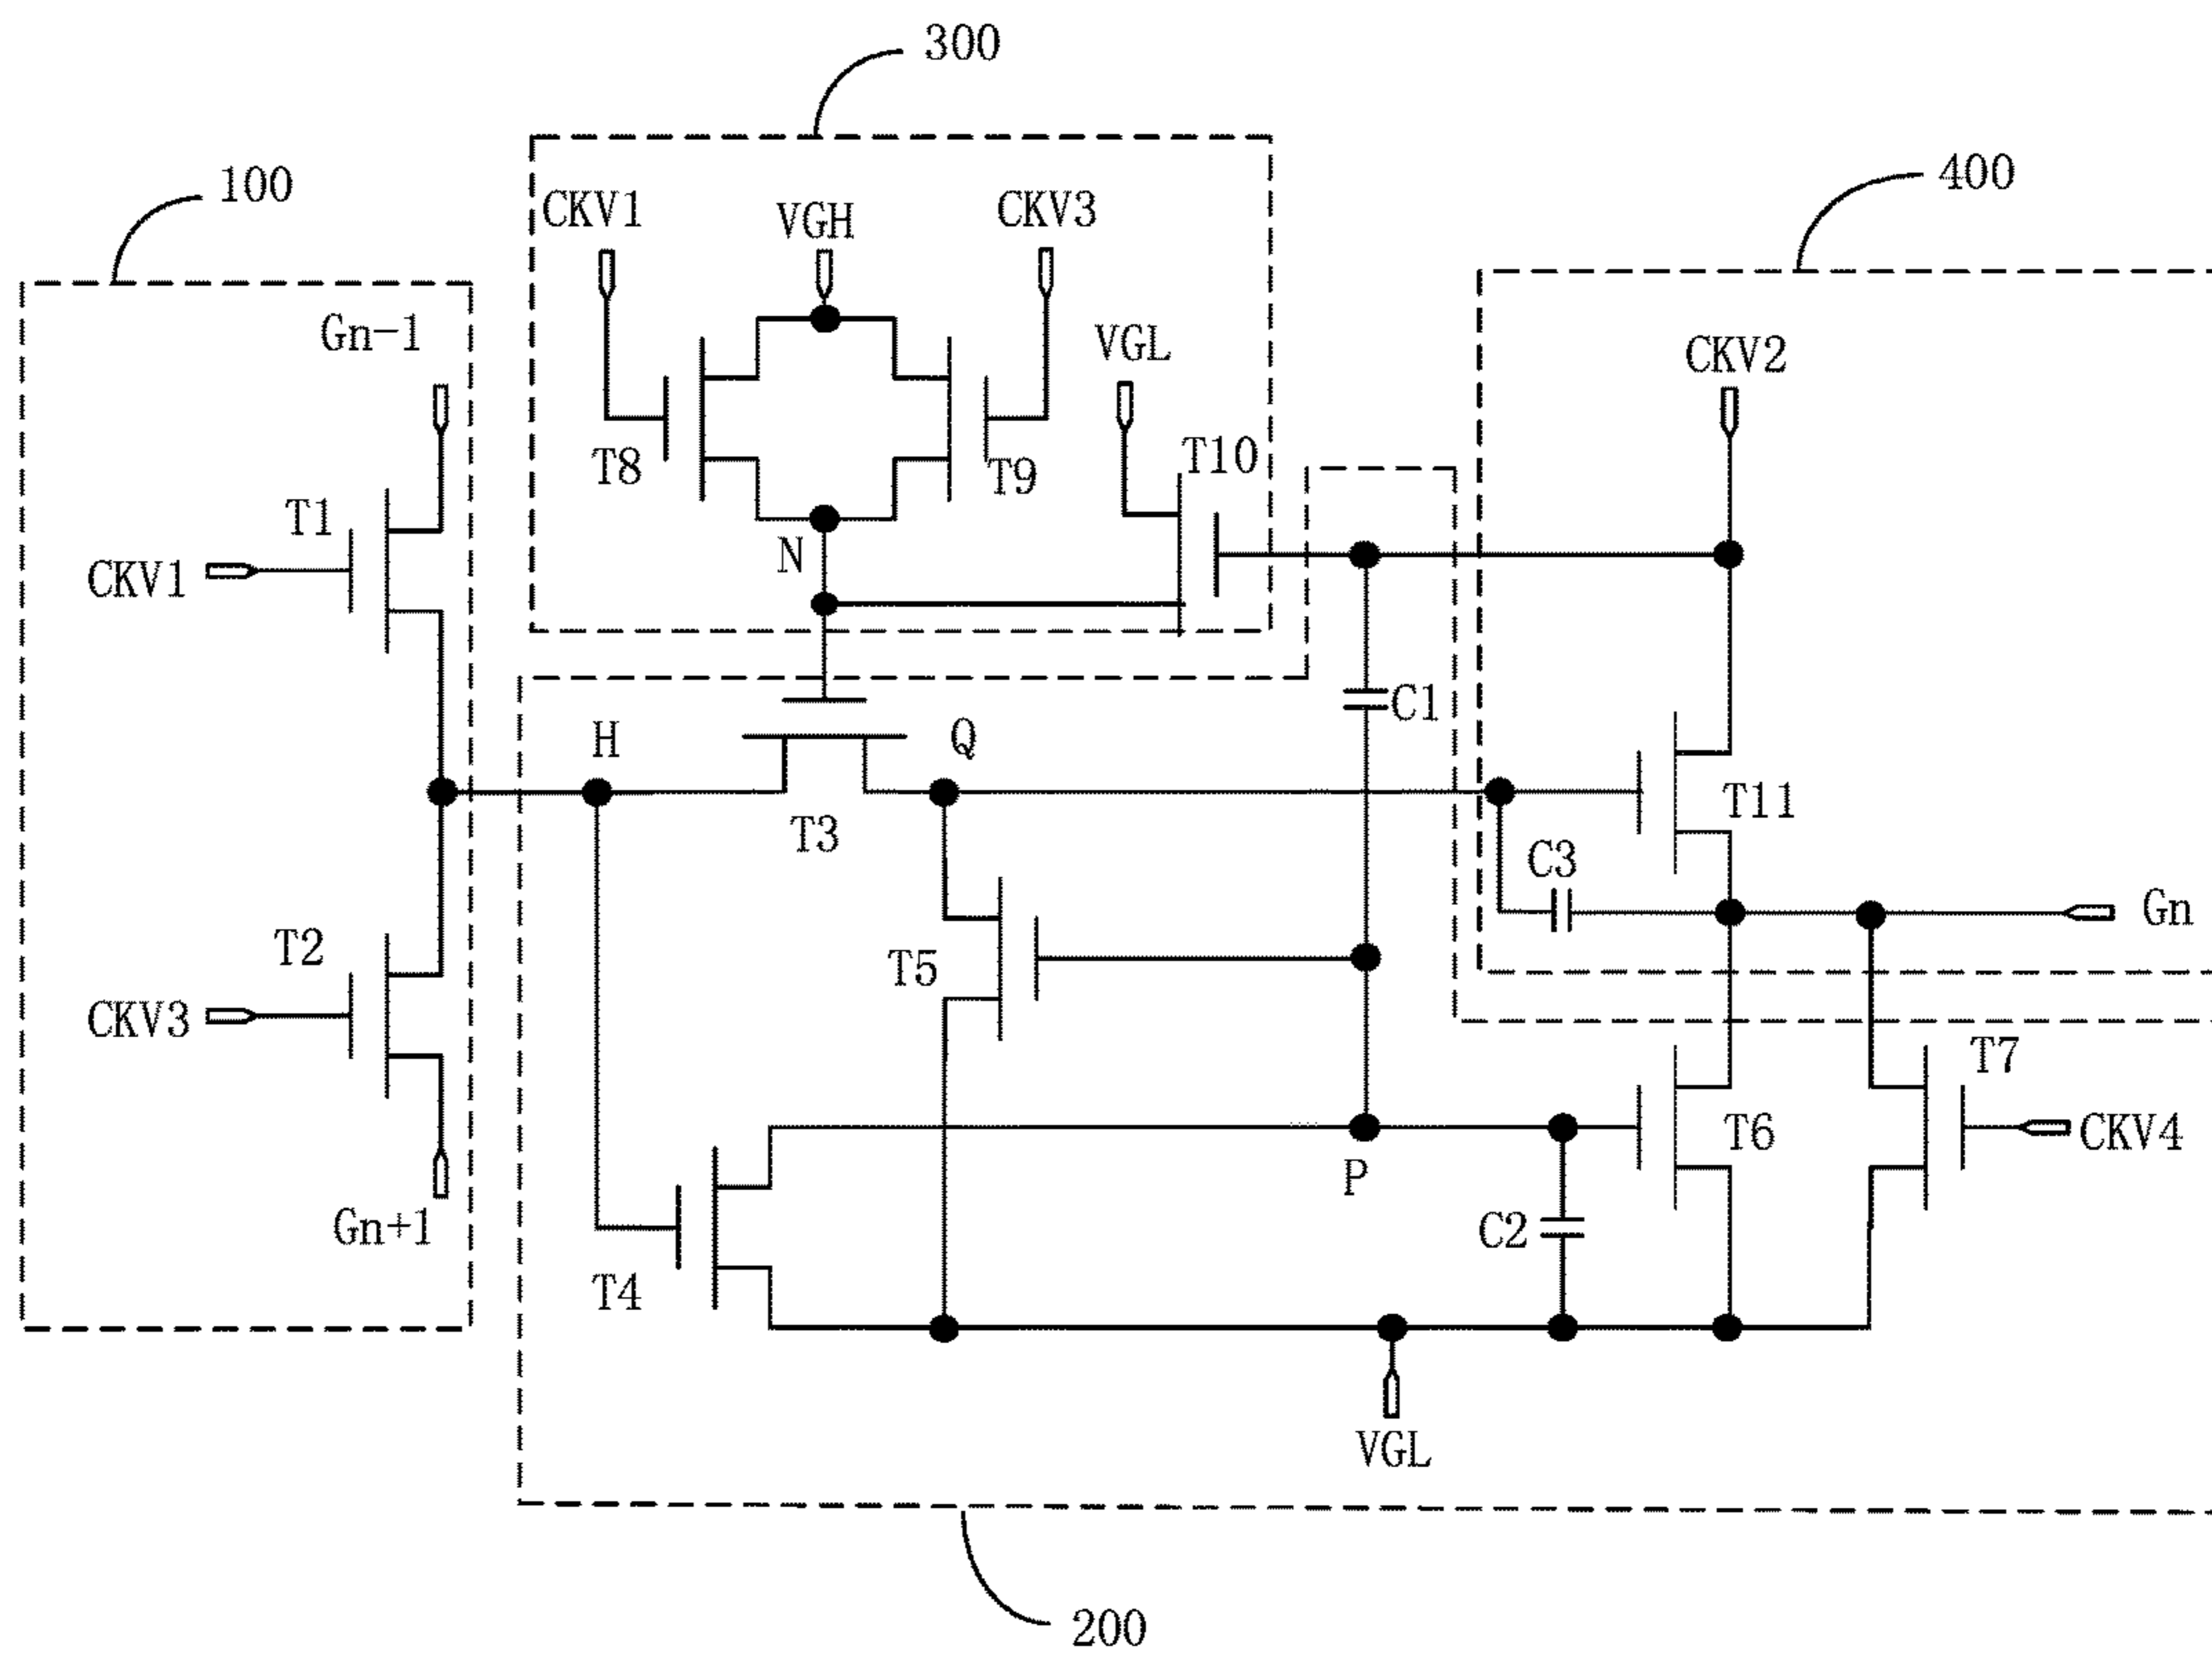 300
100
400
CKV1
VGH
CKV3
Gn-1
VGL
CKV2
T8
T9
T10
T1
N
CKV1
C1
H
Q
T3
T11
C3
Gn
T2
T5
CKV3
T7
T6
CKV4
P
Gn+1
C2
T4
VGL
200